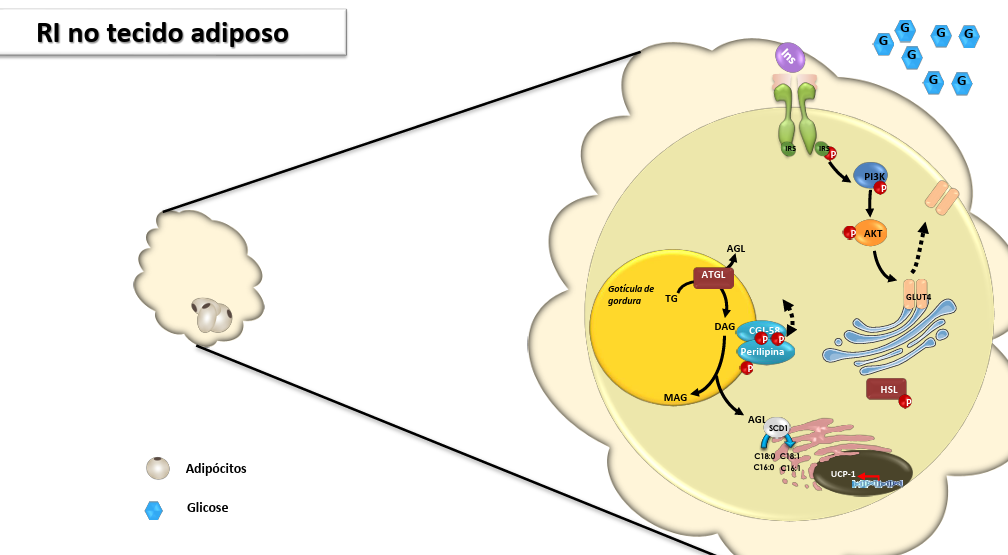 RI no tecido adiposo
G
G
G
G
G
G
G
Ins
IRS
IRS
p
PI3K
p
p
AKT
AGL
ATGL
Gotícula de
gordura
TG
GLUT4
DAG
CGI-58
p
p
Perilipina
p
HSL
p
MAG
AGL
SCD1
C18:0
C18:1
C16:0
C16:1
UCP-1
Adipócitos
Glicose